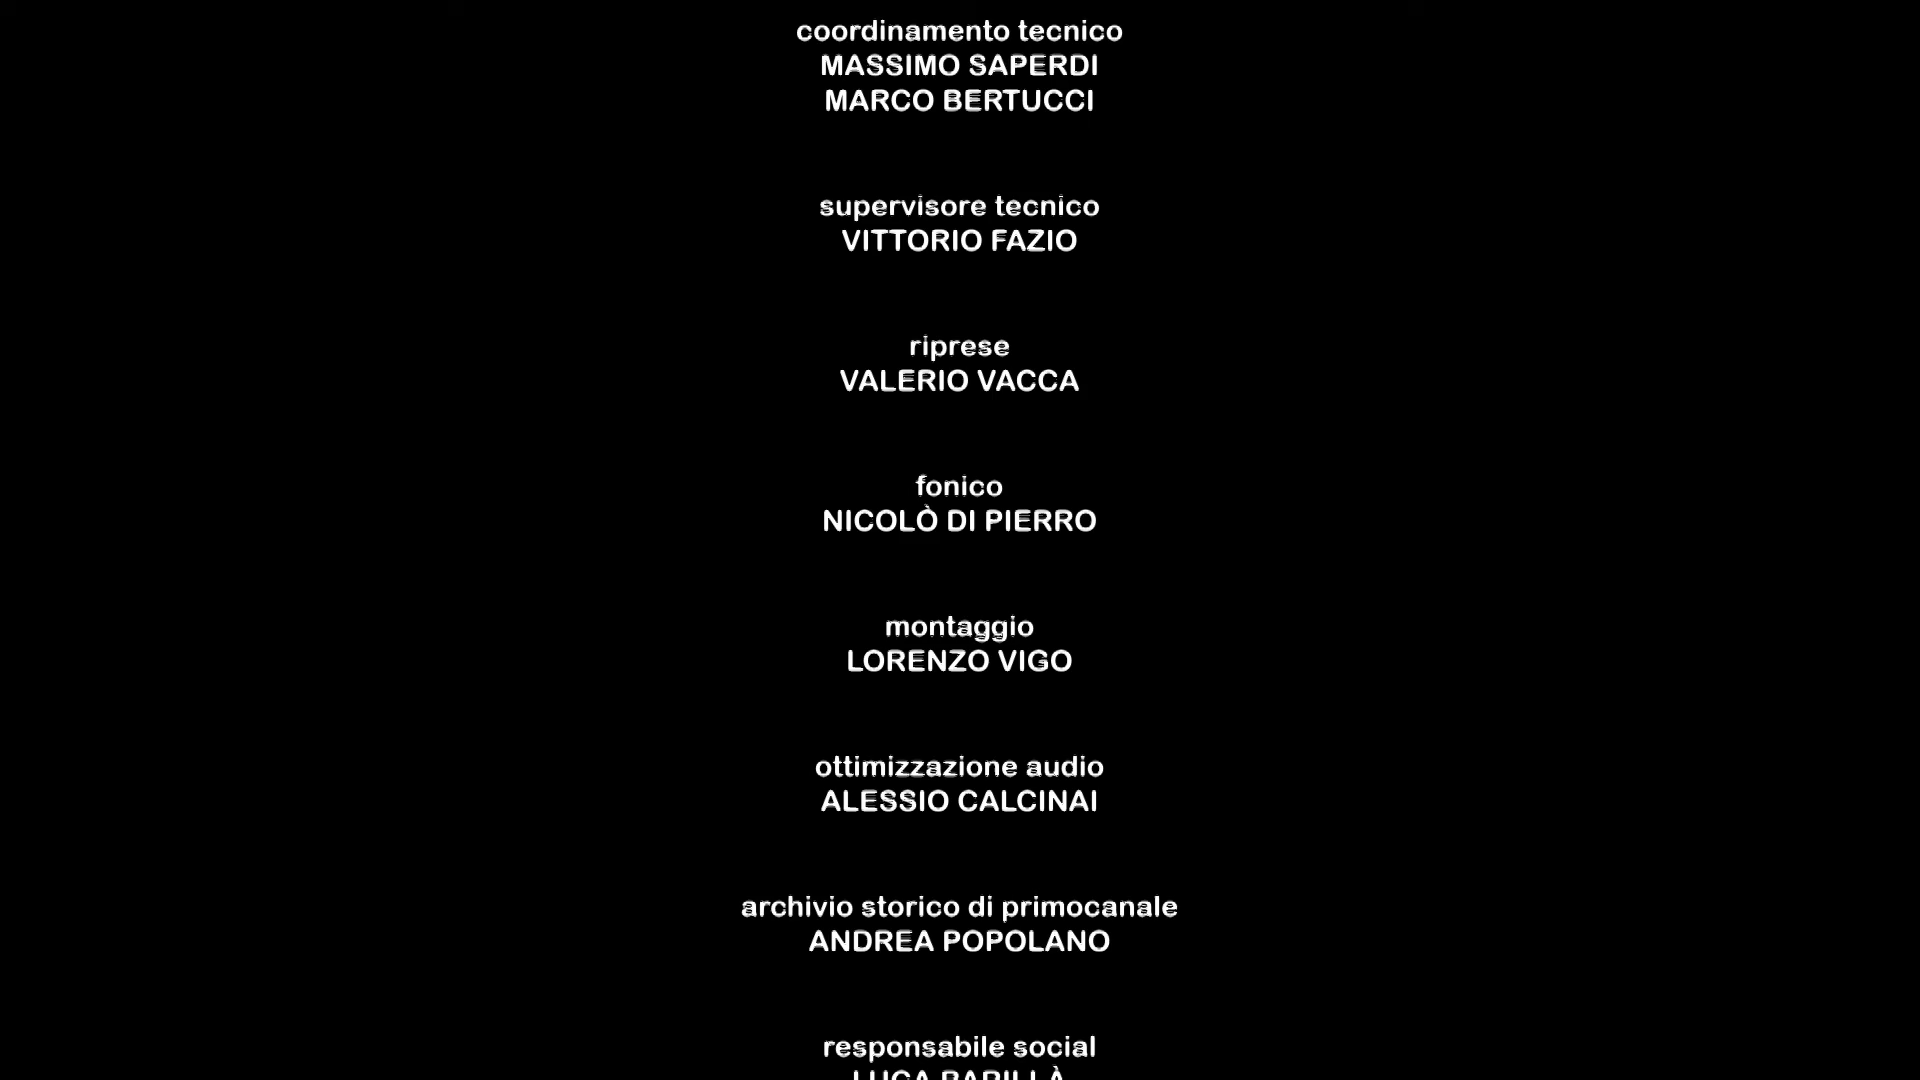 coordinamento tecnico
MASSIMO SAPERDI
MARCO BERTUCCI
supervisore tecnico
VITTORIO FAZIO
riprese
VALERIO VACCA
fonico
NICOLÒ DI PIERRO
montaggio
LORENZO VIGO
ottimizzazione audio
ALESSIO CALCINAI
archivio storico di primocanale
ANDREA POPOLANO
responsabile social
LUCA